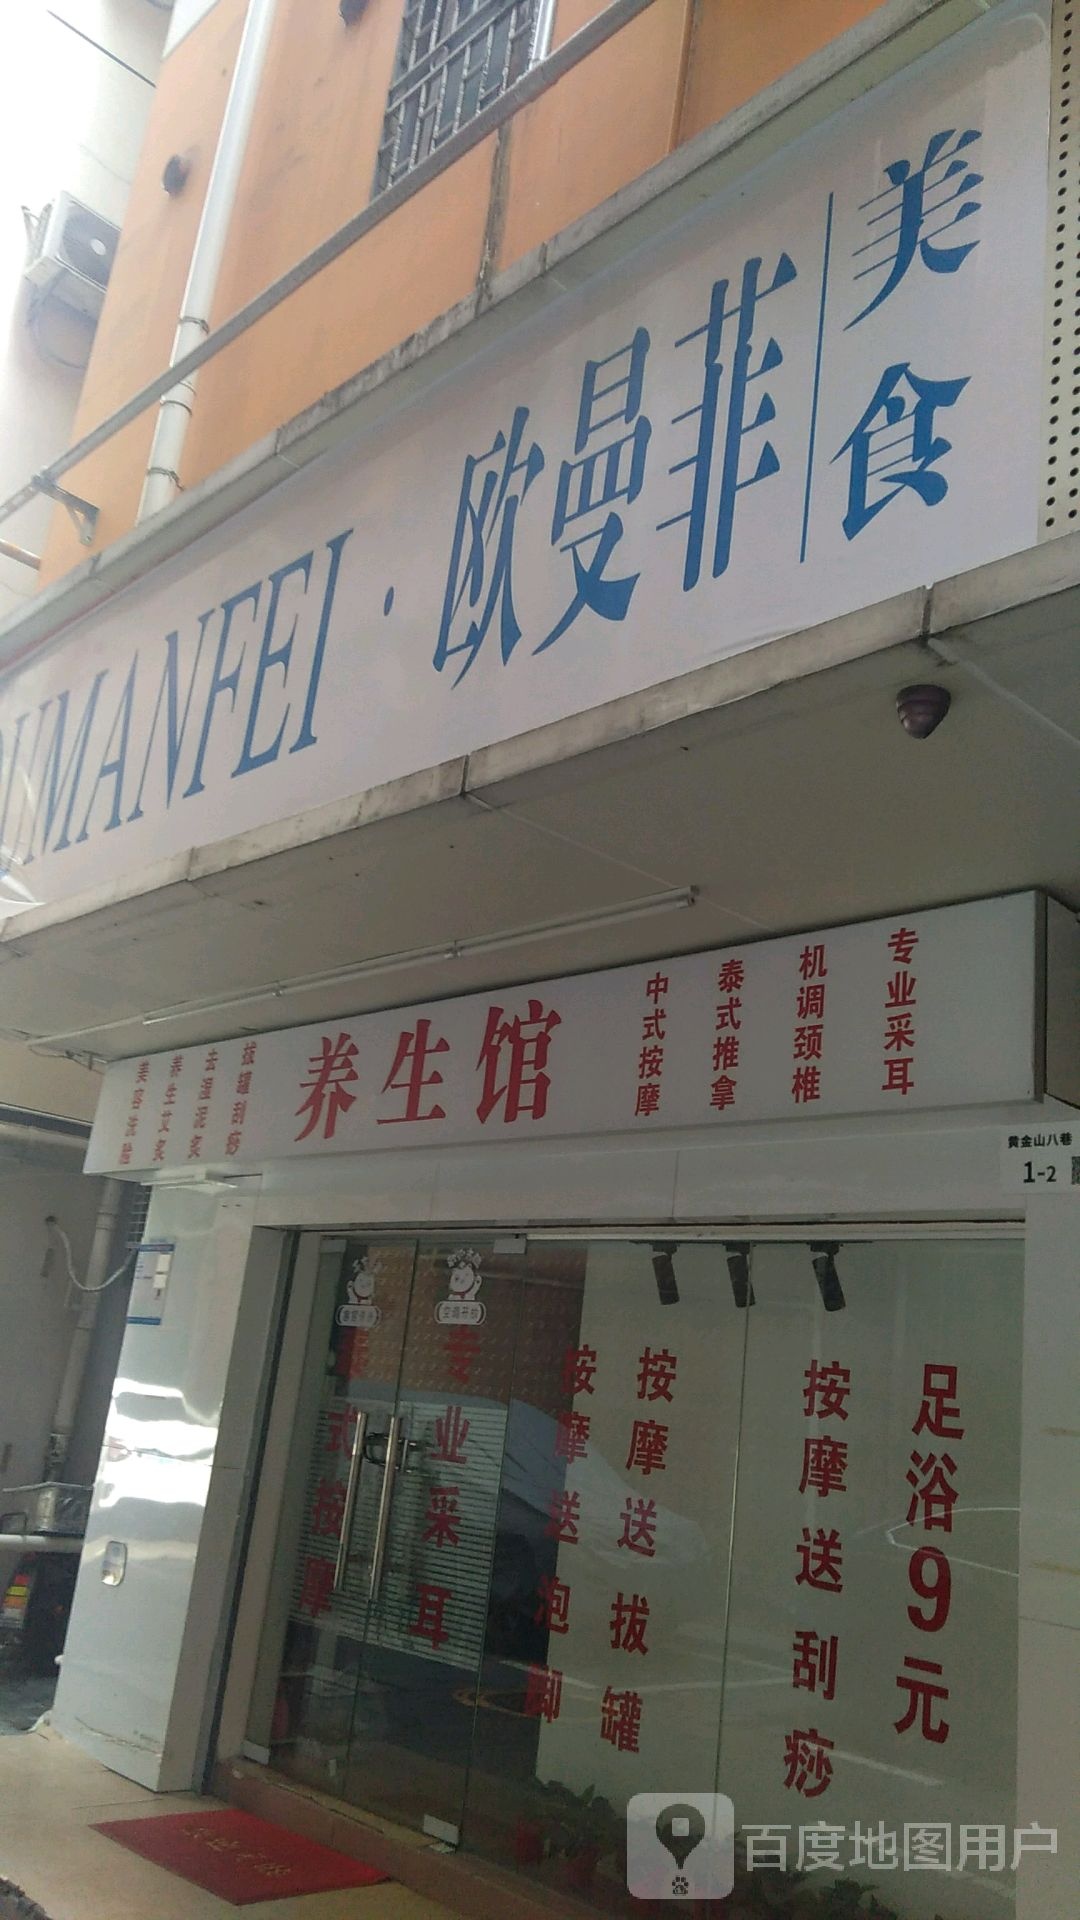 OUMANFEI·欧曼菲
美食
美容洗脸
养生艾灸
去湿泥灸
拔罐刮痧
养生馆
中式按摩
泰式推拿
机调颈椎
专业采耳
黄金山八巷
1-2
空调开放
泰式按摩
专业采耳
按摩送泡脚
按摩送拔罐
按摩送刮痧
足浴9元
百度地图用户